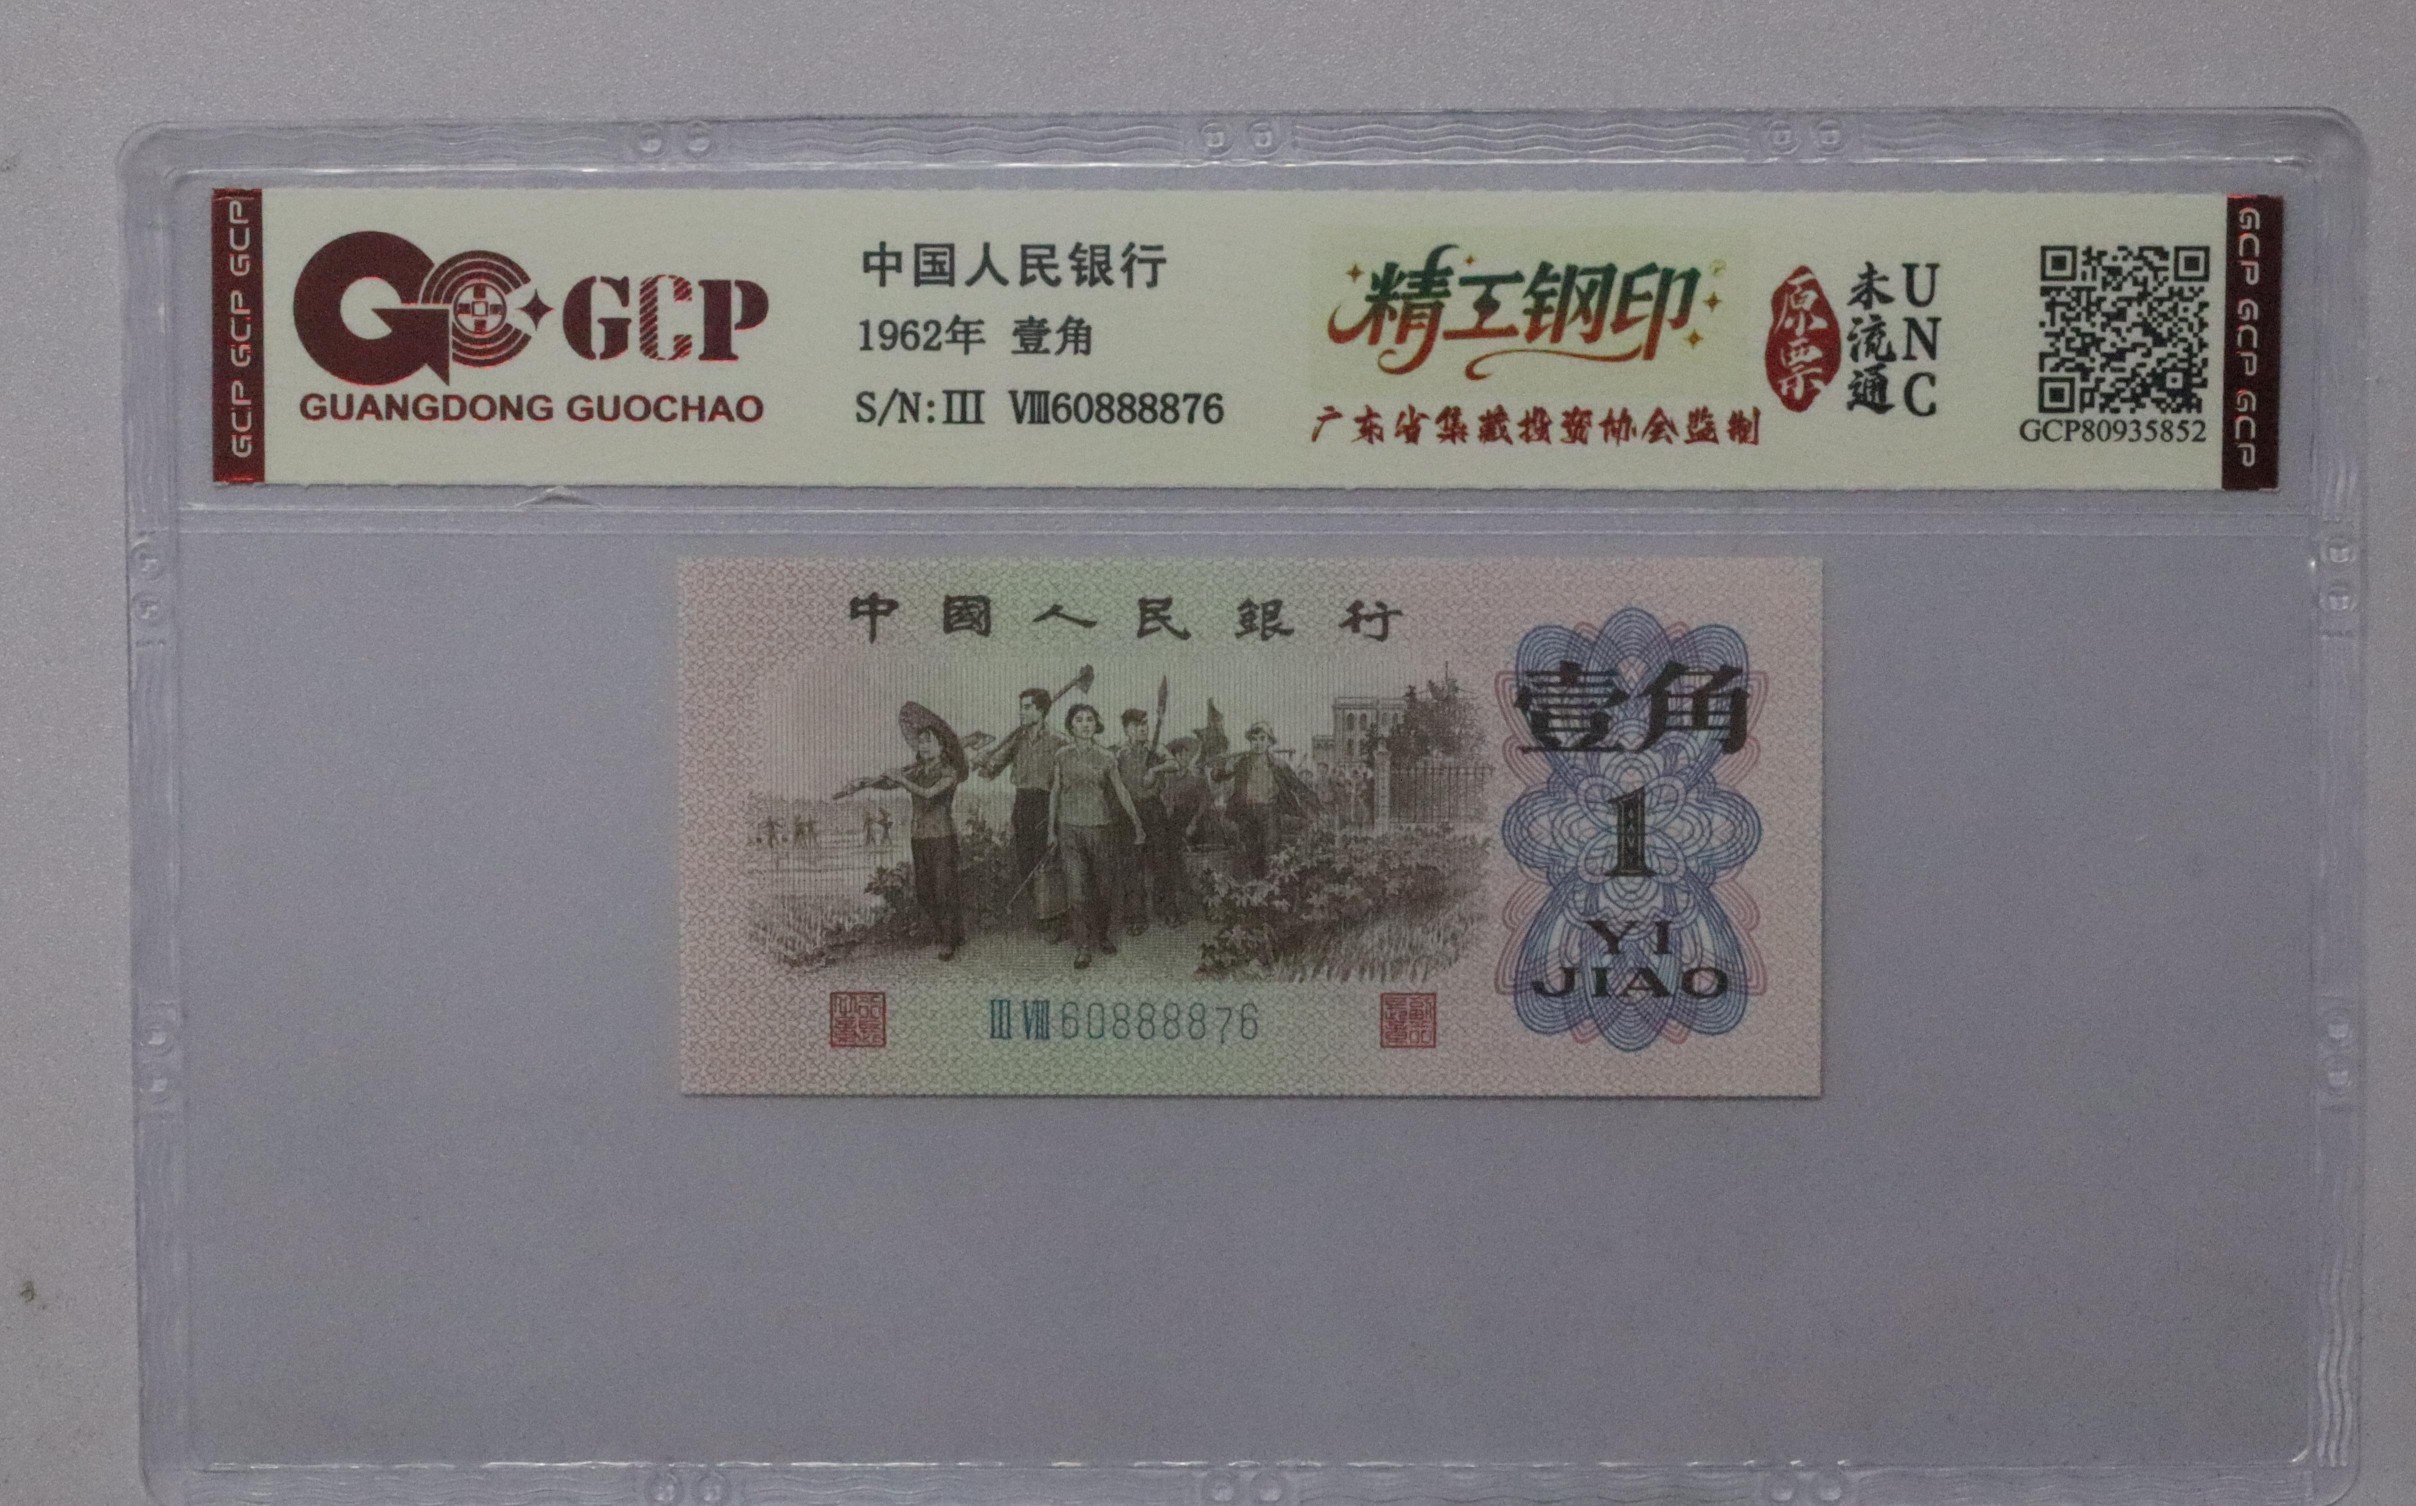 GCP GCP GCP
GCP
GUANGDONG GUOCHAO
中国人民银行
1962年 壹角
S/N:III VIII60888876
精工钢印
广东省集藏投资协会监制
原票
未流通
UNC
GCP80935852
GCP GCP GCP
中國人民銀行
壹角
1
YI
JIAO
III VIII 60888876